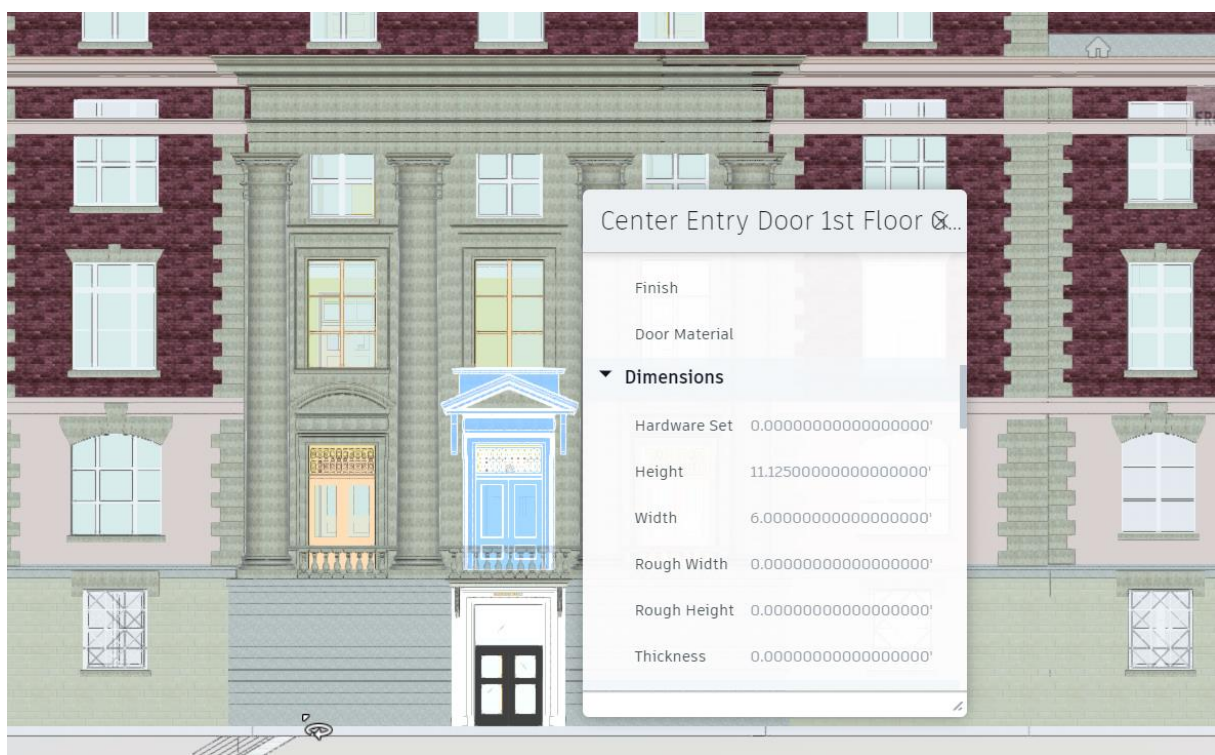 FRO
Center Entry Door 1st Floor &...
Finish
Door Material
Dimensions
Hardware Set 0.00000000000000000'
Height 11.12500000000000000'
Width 6.00000000000000000'
Rough Width 0.00000000000000000'
Rough Height 0.00000000000000000'
Thickness 0.00000000000000000'